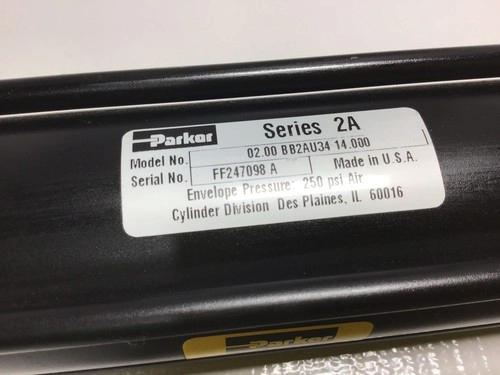 Parker Series 2A
Model No. 02.00 BB2AU34 14.000
Serial No. FF247098 A Made in U.S.A.
Envelope Pressure: 250 psi Air
Cylinder Division Des Plaines, IL 60016
Parker